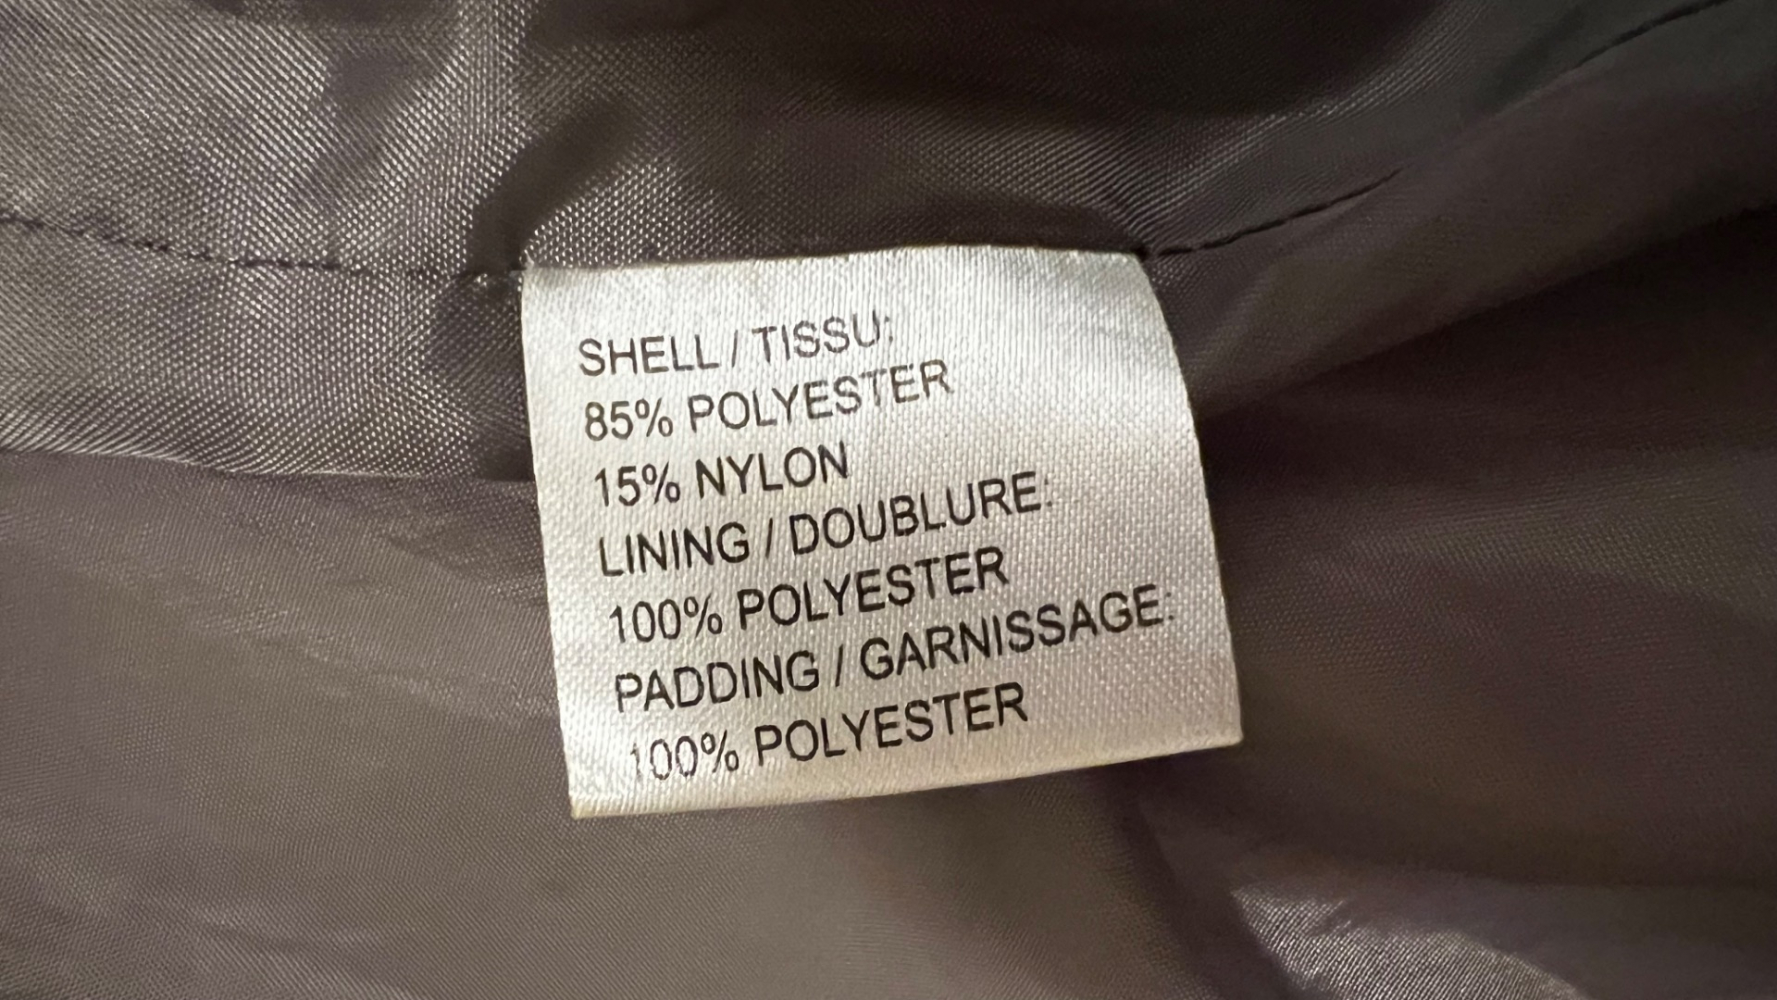 SHELL / TISSU:
85% POLYESTER
15% NYLON
LINING / DOUBLURE:
100% POLYESTER
PADDING / GARNISSAGE:
100% POLYESTER